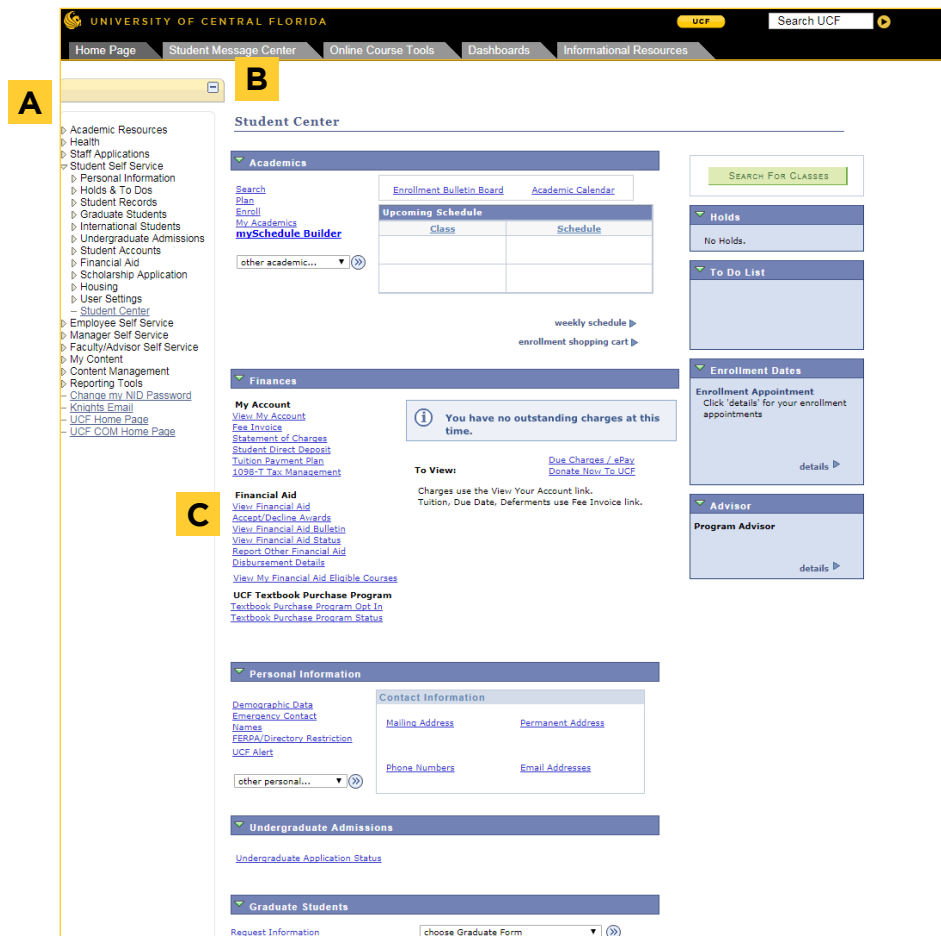 UNIVERSITY OF CENTRAL FLORIDA
UCF
Search UCF
Home Page
Student Message Center
Online Course Tools
Dashboards
Informational Resources
A
B
Academic Resources
Health
Staff Applications
Student Self Service
Personal Information
Holds & To Dos
Student Records
Graduate Students
International Students
Undergraduate Admissions
Student Accounts
Financial Aid
Scholarship Application
Housing
User Settings
Student Center
Employee Self Service
Manager Self Service
Faculty/Advisor Self Service
My Content
Content Management
Reporting Tools
Change my NID Password
Knights Email
UCF Home Page
UCF COM Home Page
Student Center
Academics
Search
Plan
Enroll
My Academics
mySchedule Builder
other academic...
Enrollment Bulletin Board
Academic Calendar
Upcoming Schedule
Class
Schedule
weekly schedule
enrollment shopping cart
Finances
My Account
View My Account
Fee Invoice
Statement of Charges
Student Direct Deposit
Tuition Payment Plan
1098-T Tax Management
You have no outstanding charges at this
time.
Due Charges / ePay
To View:
Donate Now To UCF
Charges use the View Your Account link.
Tuition, Due Date, Deferments use Fee Invoice link.
C
Financial Aid
View Financial Aid
Accept/Decline Awards
View Financial Aid Bulletin
View Financial Aid Status
Report Other Financial Aid
Disbursement Details
View My Financial Aid Eligible Courses
UCF Textbook Purchase Program
Textbook Purchase Program Opt In
Textbook Purchase Program Status
Personal Information
Demographic Data
Emergency Contact
Names
FERPA/Directory Restriction
UCF Alert
other personal...
Contact Information
Mailing Address
Permanent Address
Phone Numbers
Email Addresses
Undergraduate Admissions
Undergraduate Application Status
Graduate Students
Request Information
choose Graduate Form
SEARCH FOR CLASSES
Holds
No Holds.
To Do List
Enrollment Dates
Enrollment Appointment
Click 'details' for your enrollment
appointments
details
Advisor
Program Advisor
details